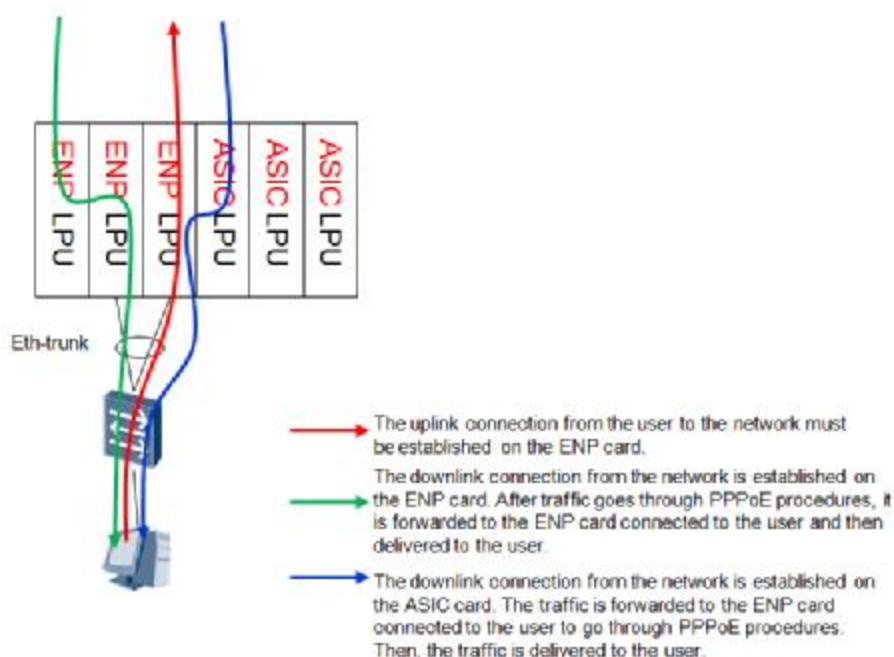 ENP LPU
ENP LPU
ENP LPU
ASIC LPU
ASIC LPU
ASIC LPU
Eth-trunk
The uplink connection from the user to the network must
be established on the ENP card.
The downlink connection from the network is established on
the ENP card. After traffic goes through PPPoE procedures, it
is forwarded to the ENP card connected to the user and then
delivered to the user.
The downlink connection from the network is established on
the ASIC card. The traffic is forwarded to the ENP card
connected to the user to go through PPPoE procedures.
Then, the traffic is delivered to the user.